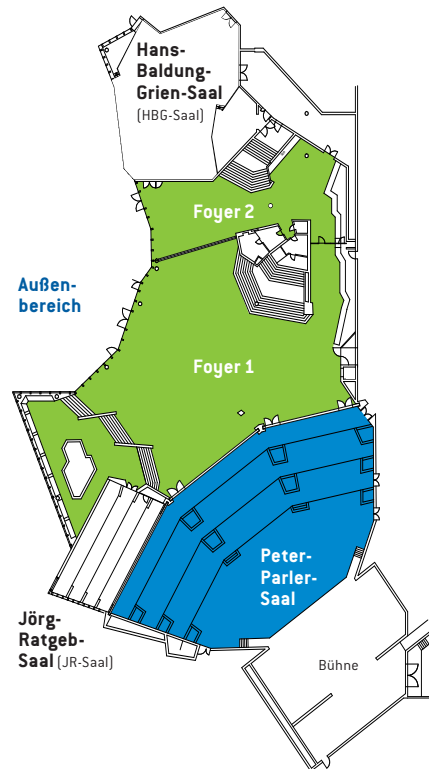 Hans-
Baldung-
Grien-Saal
(HBG-Saal)
Foyer 2
Außen-
bereich
Foyer 1
Peter-
Parler-
Saal
Jörg-
Ratgeb-
Saal (JR-Saal)
Bühne